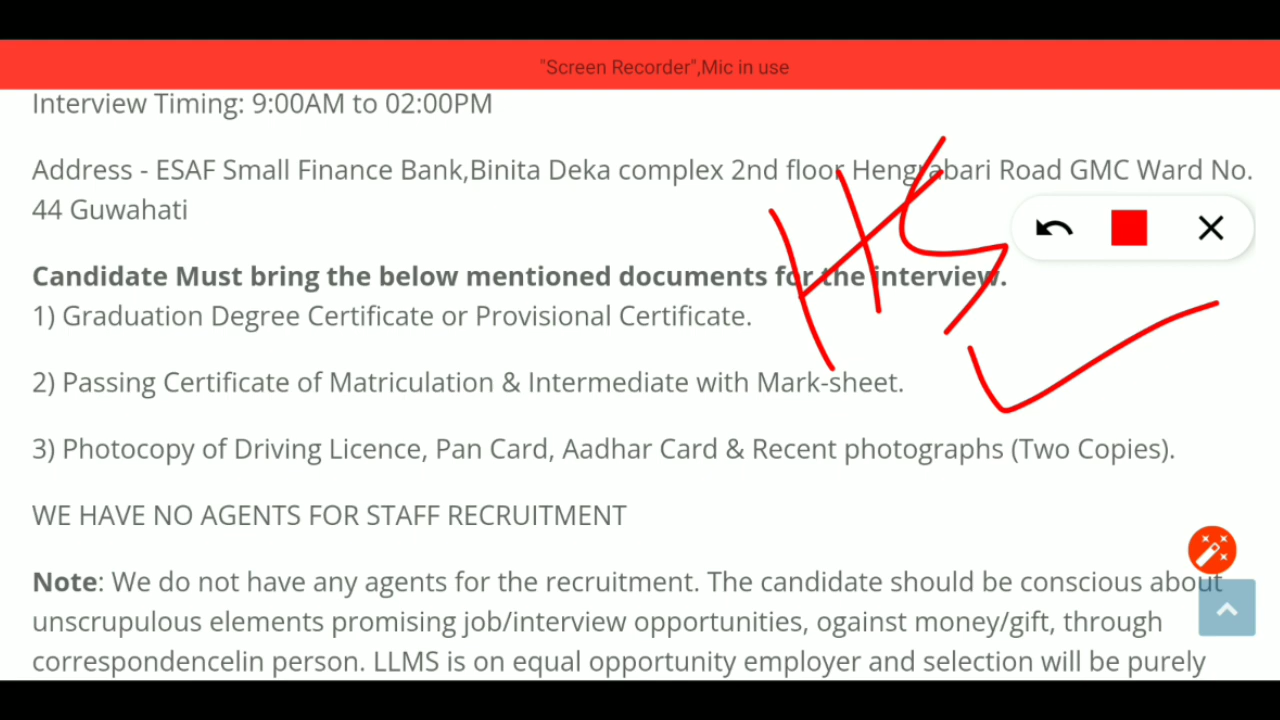 "Screen Recorder",Mic in use
Interview Timing: 9:00AM to 02:00PM
Address - ESAF Small Finance Bank,Binita Deka complex 2nd floor Hengrabari Road GMC Ward No.
44 Guwahati
HS
Candidate Must bring the below mentioned documents for the interview.
1) Graduation Degree Certificate or Provisional Certificate.
2) Passing Certificate of Matriculation & Intermediate with Mark-sheet.
3) Photocopy of Driving Licence, Pan Card, Aadhar Card & Recent photographs (Two Copies).
WE HAVE NO AGENTS FOR STAFF RECRUITMENT
Note: We do not have any agents for the recruitment. The candidate should be conscious about
unscrupulous elements promising job/interview opportunities, ogainst money/gift, through
correspondencelin person. LLMS is on equal opportunity employer and selection will be purely